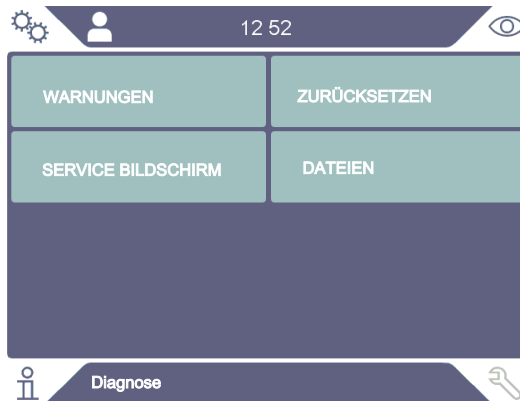 12 52
WARNUNGEN
ZURÜCKSETZEN
SERVICE BILDSCHIRM
DATEIEN
Diagnose